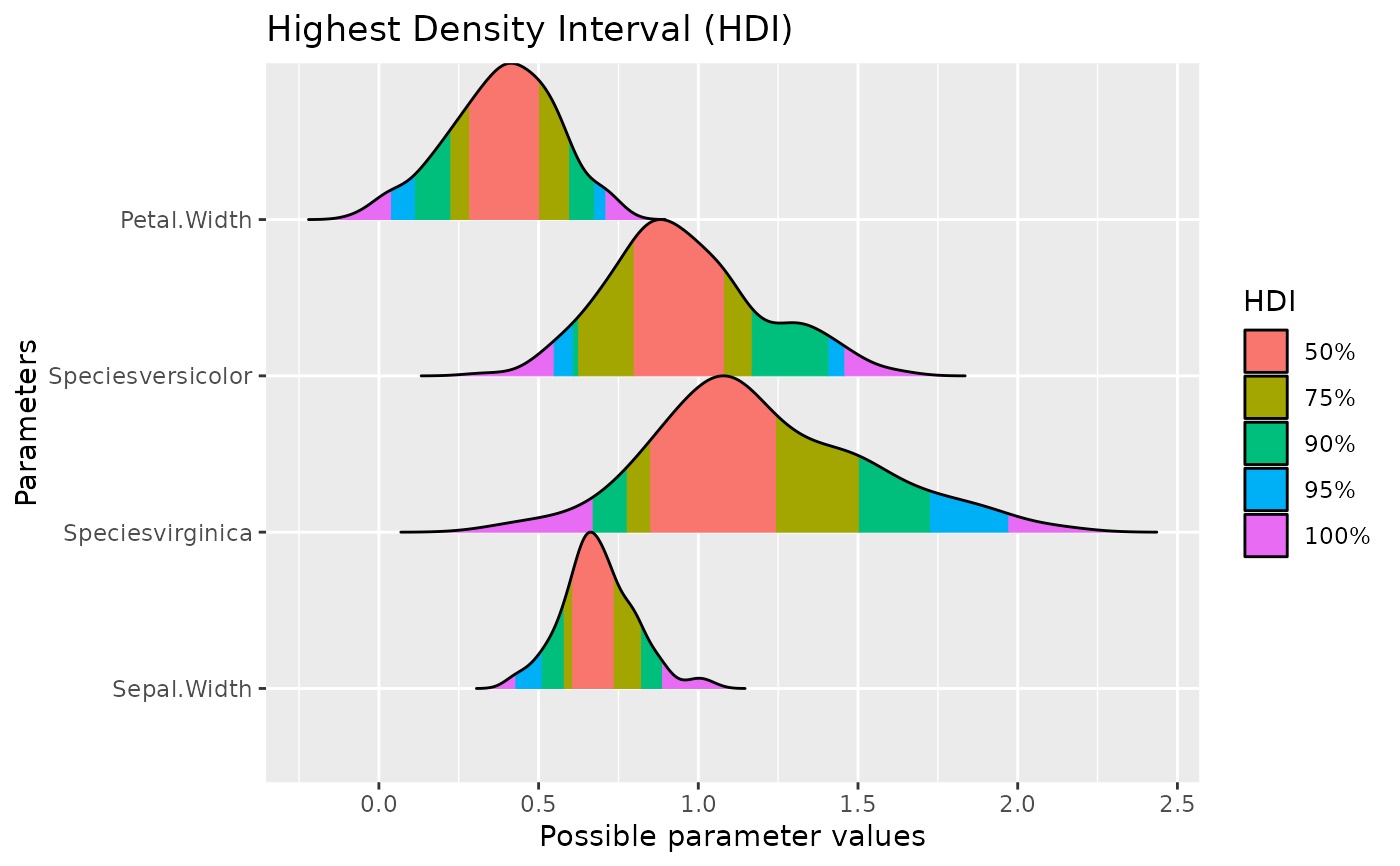 Highest Density Interval (HDI)
Parameters
Petal.Width
Speciesversicolor
Speciesvirginica
Sepal.Width
0.0 0.5 1.0 1.5 2.0 2.5
Possible parameter values
HDI
50%
75%
90%
95%
100%